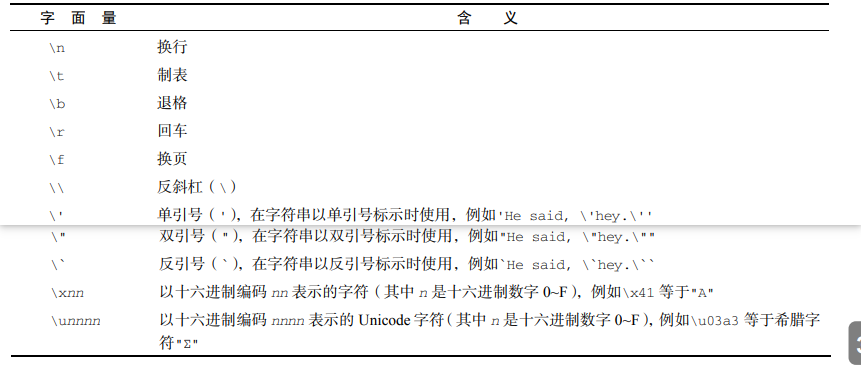 字 面 量 含 义
\n 换行
\t 制表
\b 退格
\r 回车
\f 换页
\\ 反斜杠（\）
\' 单引号（'），在字符串以单引号标示时使用，例如'He said, \'hey.\''
\" 双引号（"），在字符串以双引号标示时使用，例如"He said, \"hey.\""
\` 反引号（`），在字符串以反引号标示时使用，例如`He said, \`hey.\``
\xnn 以十六进制编码 nn 表示的字符（其中 n 是十六进制数字 0~F），例如\x41 等于"A"
\unnnn 以十六进制编码 nnnn 表示的 Unicode 字符（其中 n 是十六进制数字 0~F），例如\u03a3 等于希腊字
符"Σ"